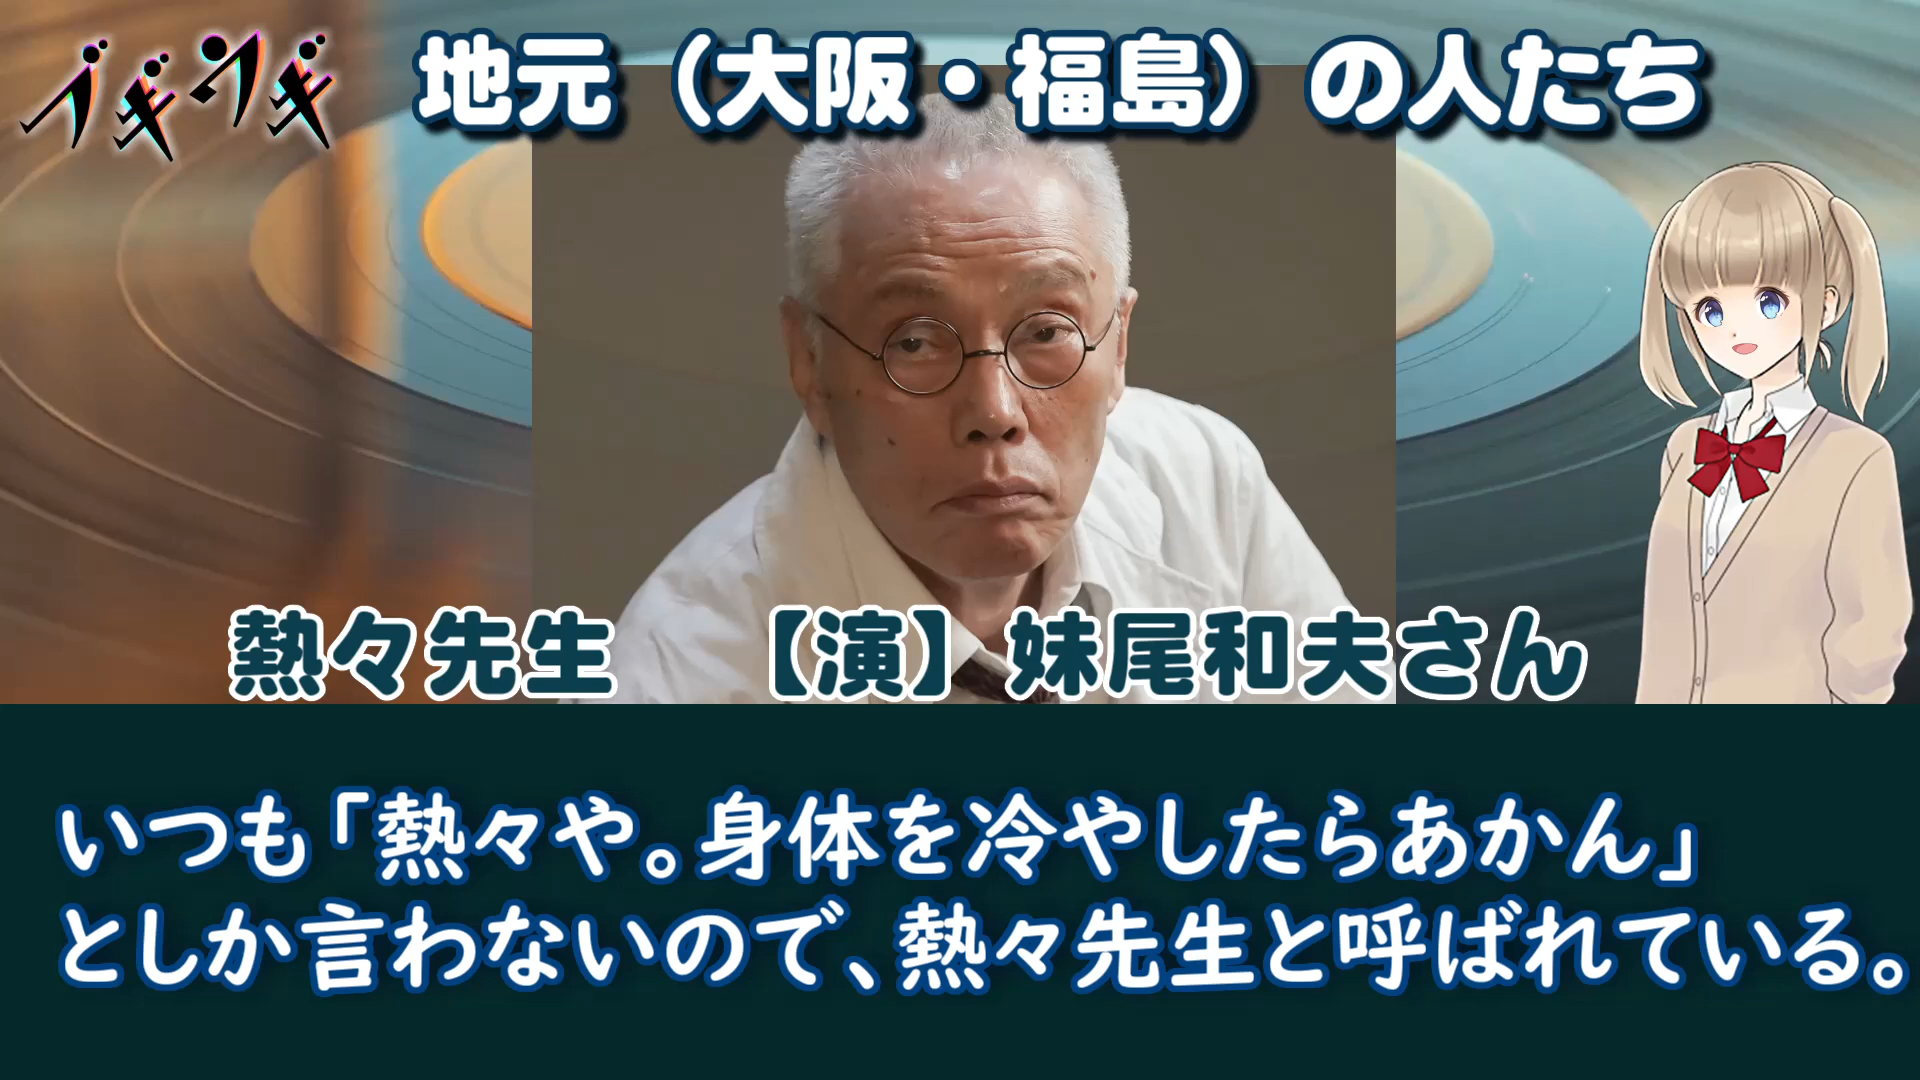 ブギウギ
地元（大阪・福島）の人たち
熱々先生 【演】妹尾和夫さん
いつも「熱々や。身体を冷やしたらあかん」
としか言わないので、熱々先生と呼ばれている。